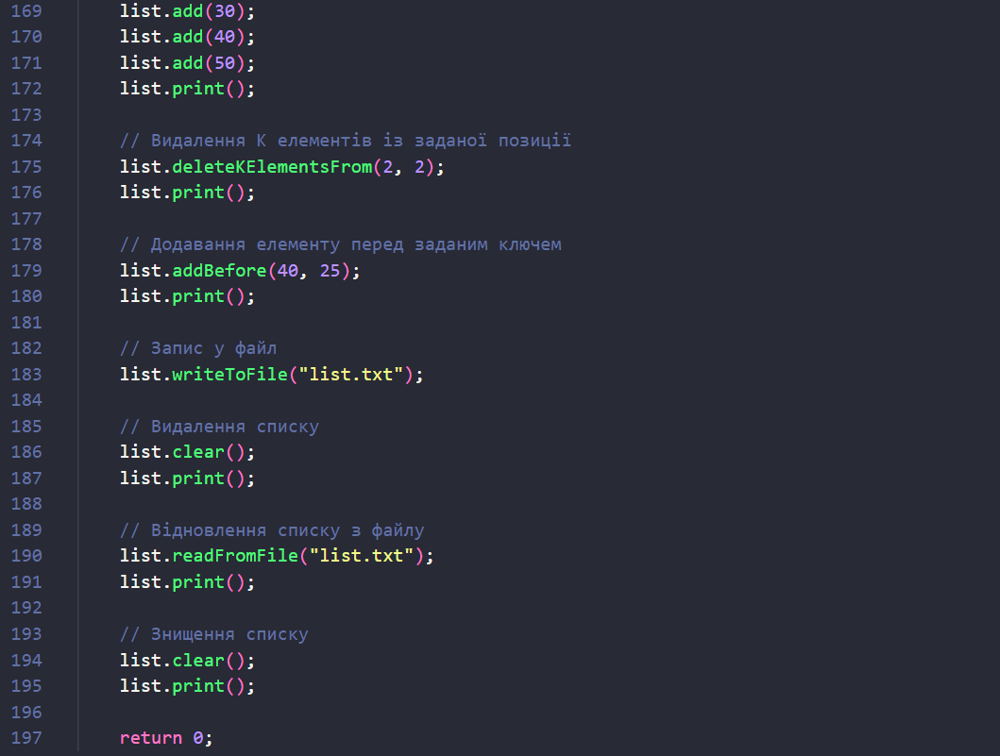 169 list.add(30);
170 list.add(40);
171 list.add(50);
172 list.print();
173
174 // Видалення К елементів із заданої позиції
175 list.deleteKElementsFrom(2, 2);
176 list.print();
177
178 // Додавання елементу перед заданим ключем
179 list.addBefore(40, 25);
180 list.print();
181
182 // Запис у файл
183 list.writeToFile("list.txt");
184
185 // Видалення списку
186 list.clear();
187 list.print();
188
189 // Відновлення списку з файлу
190 list.readFromFile("list.txt");
191 list.print();
192
193 // Знищення списку
194 list.clear();
195 list.print();
196
197 return 0;